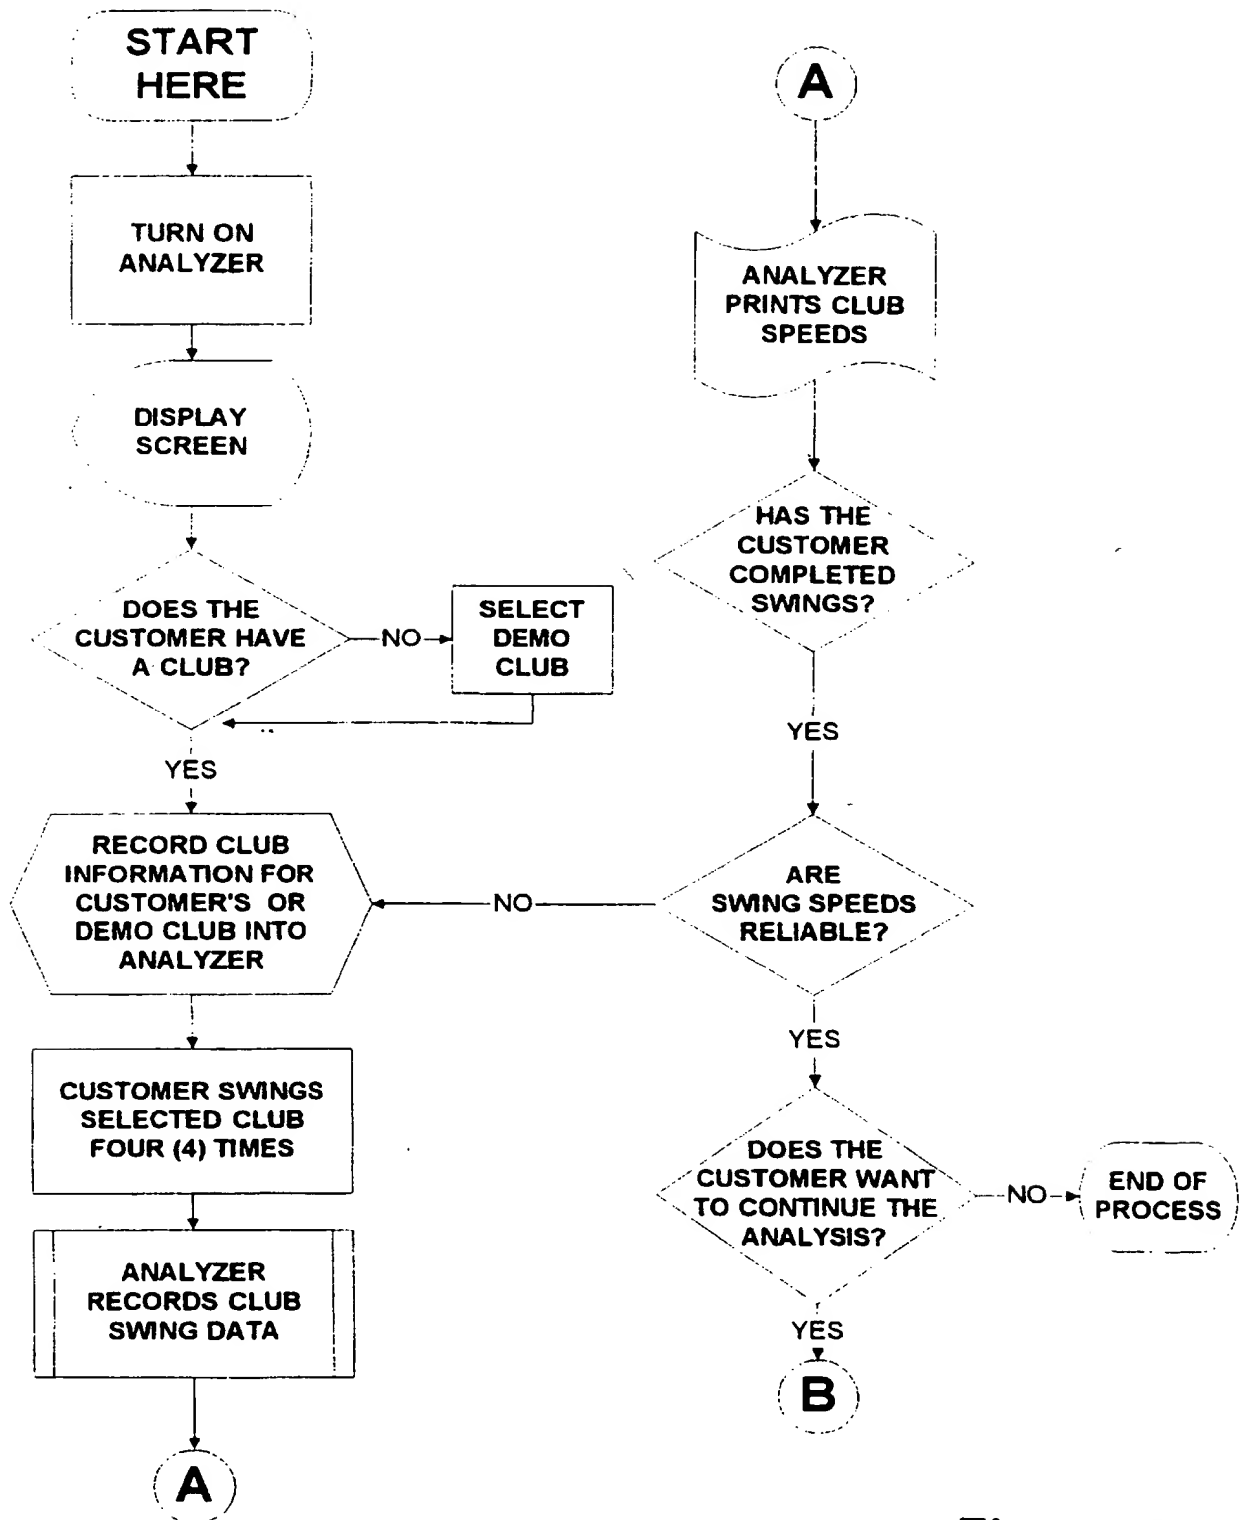 START
HERE
TURN ON
ANALYZER
DISPLAY
SCREEN
DOES THE
CUSTOMER HAVE
A CLUB?
NO
SELECT
DEMO
CLUB
YES
RECORD CLUB
INFORMATION FOR
CUSTOMER'S OR
DEMO CLUB INTO
ANALYZER
CUSTOMER SWINGS
SELECTED CLUB
FOUR (4) TIMES
ANALYZER
RECORDS CLUB
SWING DATA
A
A
ANALYZER
PRINTS CLUB
SPEEDS
HAS THE
CUSTOMER
COMPLETED
SWINGS?
YES
ARE
SWING SPEEDS
RELIABLE?
NO
YES
DOES THE
CUSTOMER WANT
TO CONTINUE THE
ANALYSIS?
NO
END OF
PROCESS
YES
B